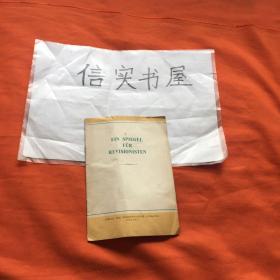 信实书屋
EIN SPIEGEL
FÜR
REVISIONISTEN